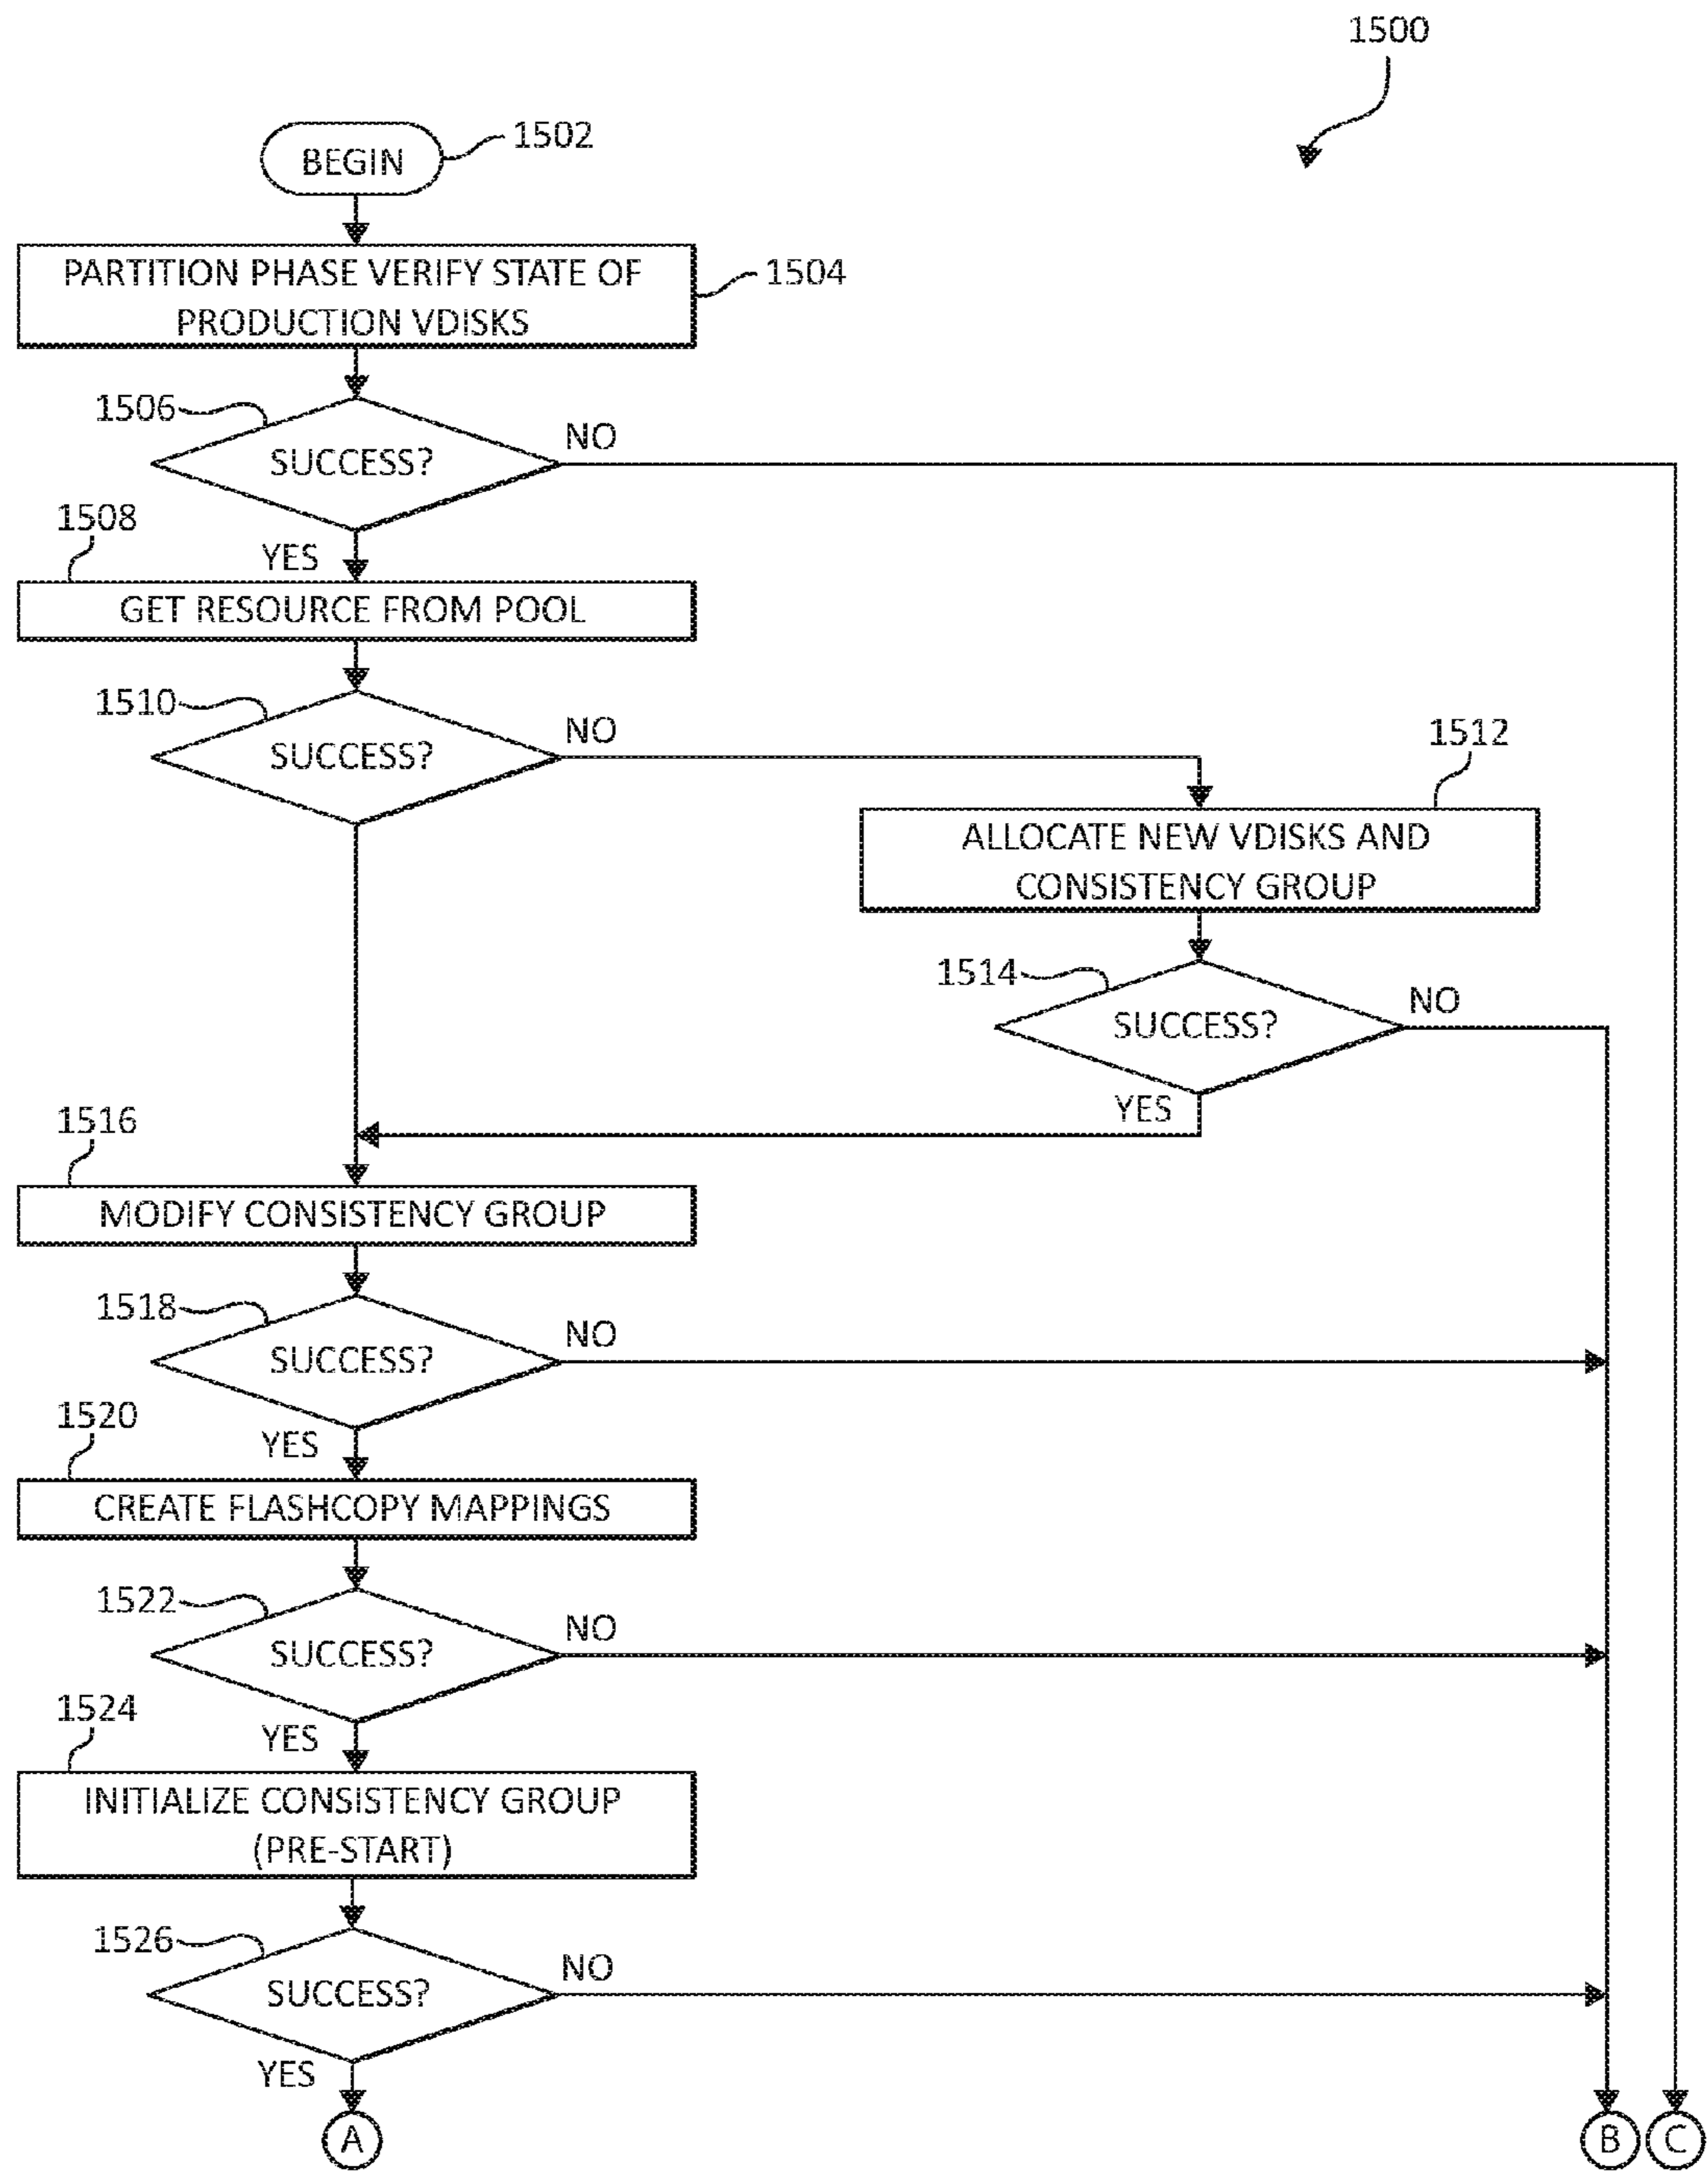 1500
BEGIN
1502
PARTITION PHASE VERIFY STATE OF
PRODUCTION VDISKS
1504
1506
SUCCESS?
NO
YES
1508
GET RESOURCE FROM POOL
1510
SUCCESS?
NO
1512
ALLOCATE NEW VDISKS AND
CONSISTENCY GROUP
1514
SUCCESS?
NO
YES
1516
MODIFY CONSISTENCY GROUP
1518
SUCCESS?
NO
YES
1520
CREATE FLASHCOPY MAPPINGS
1522
SUCCESS?
NO
YES
1524
INITIALIZE CONSISTENCY GROUP
(PRE-START)
1526
SUCCESS?
NO
YES
A
B
C